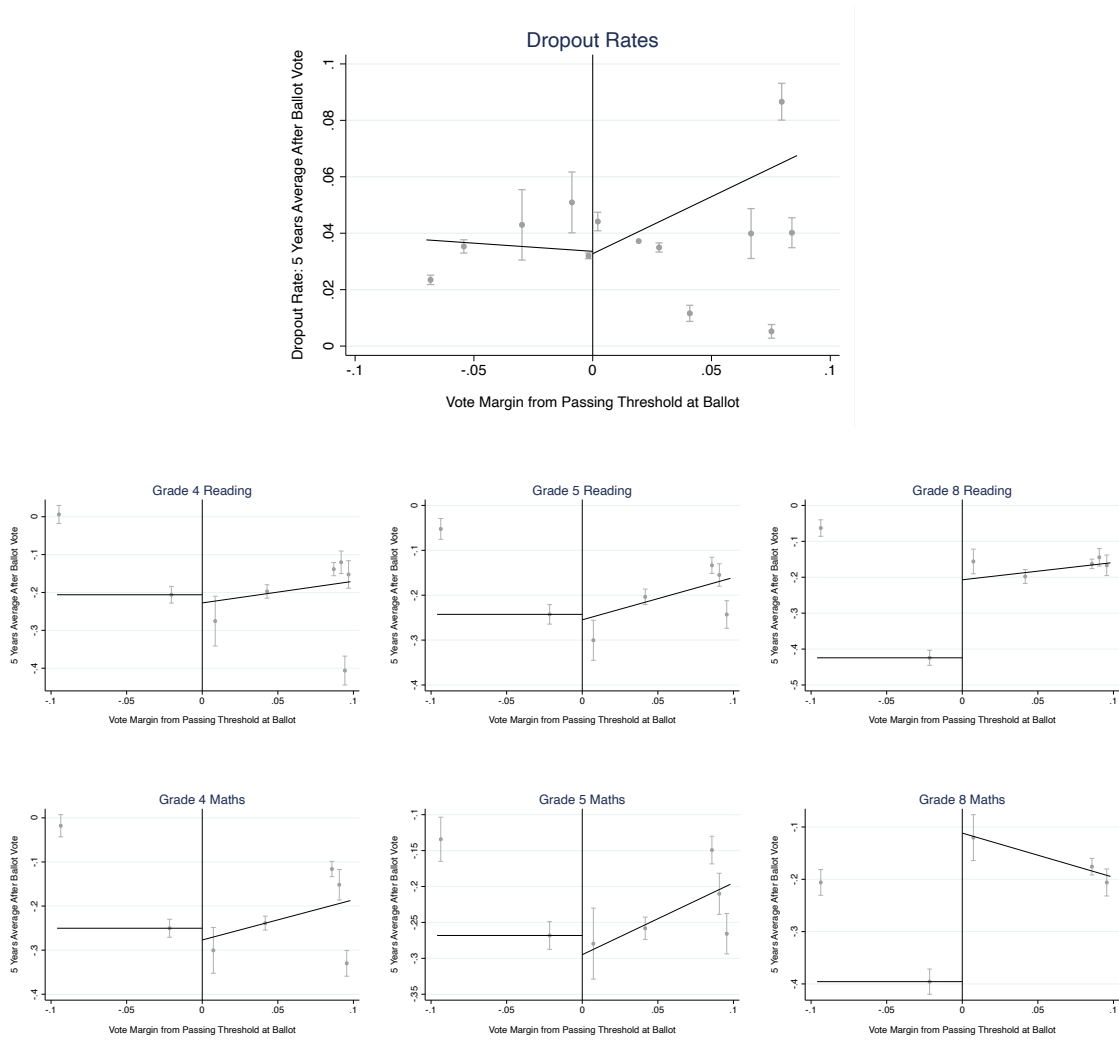 Dropout Rates
Dropout Rate: 5 Years Average After Ballot Vote
.1
.08
.06
.04
.02
0
-.1 -.05 0 .05 .1
Vote Margin from Passing Threshold at Ballot
Grade 4 Reading
5 Years Average After Ballot Vote
0
-.1
-.2
-.3
-.4
-.1 -.05 0 .05 .1
Vote Margin from Passing Threshold at Ballot
Grade 5 Reading
5 Years Average After Ballot Vote
0
-.1
-.2
-.3
-.4
-.1 -.05 0 .05 .1
Vote Margin from Passing Threshold at Ballot
Grade 8 Reading
5 Years Average After Ballot Vote
0
-.1
-.2
-.3
-.4
-.5
-.1 -.05 0 .05 .1
Vote Margin from Passing Threshold at Ballot
Grade 4 Maths
5 Years Average After Ballot Vote
0
-.1
-.2
-.3
-.4
-.1 -.05 0 .05 .1
Vote Margin from Passing Threshold at Ballot
Grade 5 Maths
5 Years Average After Ballot Vote
-.1
-.15
-.2
-.25
-.3
-.35
-.1 -.05 0 .05 .1
Vote Margin from Passing Threshold at Ballot
Grade 8 Maths
5 Years Average After Ballot Vote
-.1
-.2
-.3
-.4
-.1 -.05 0 .05 .1
Vote Margin from Passing Threshold at Ballot